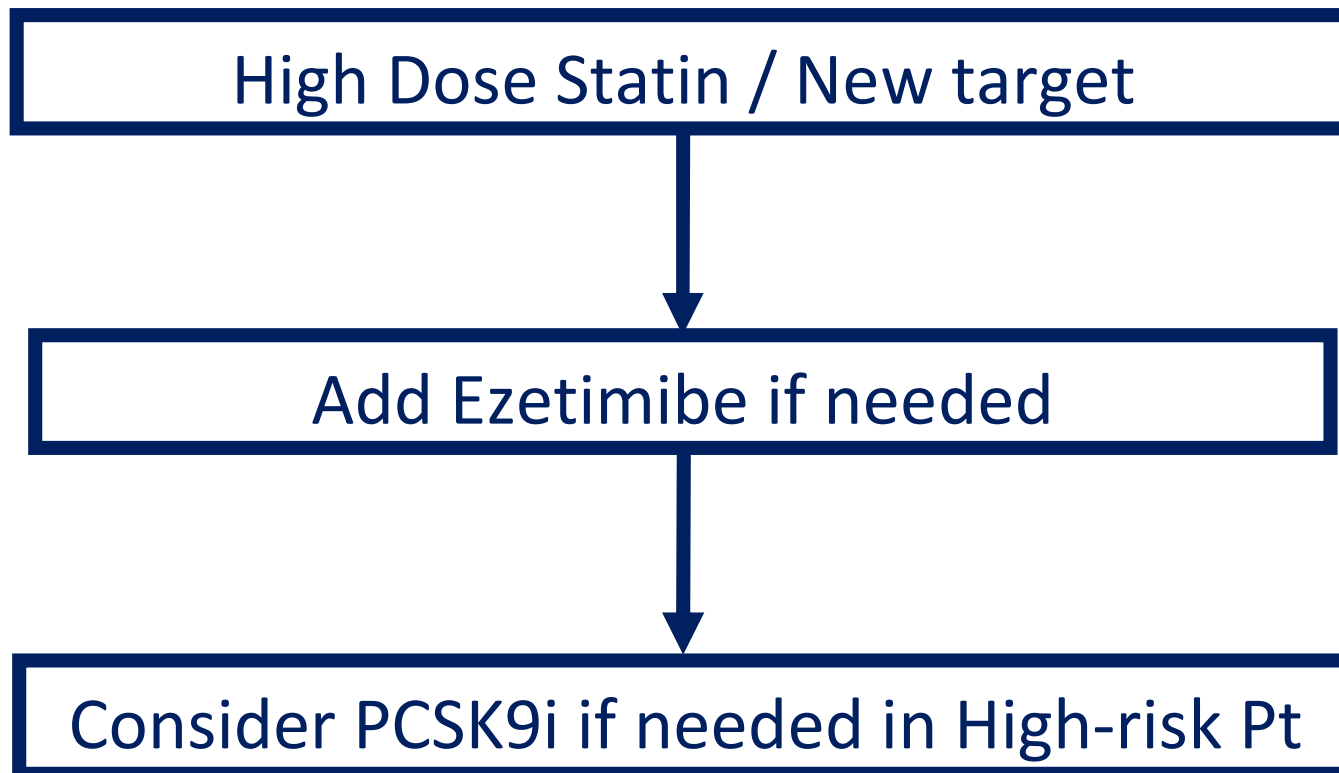 High Dose Statin / New target
Add Ezetimibe if needed
Consider PCSK9i if needed in High-risk Pt